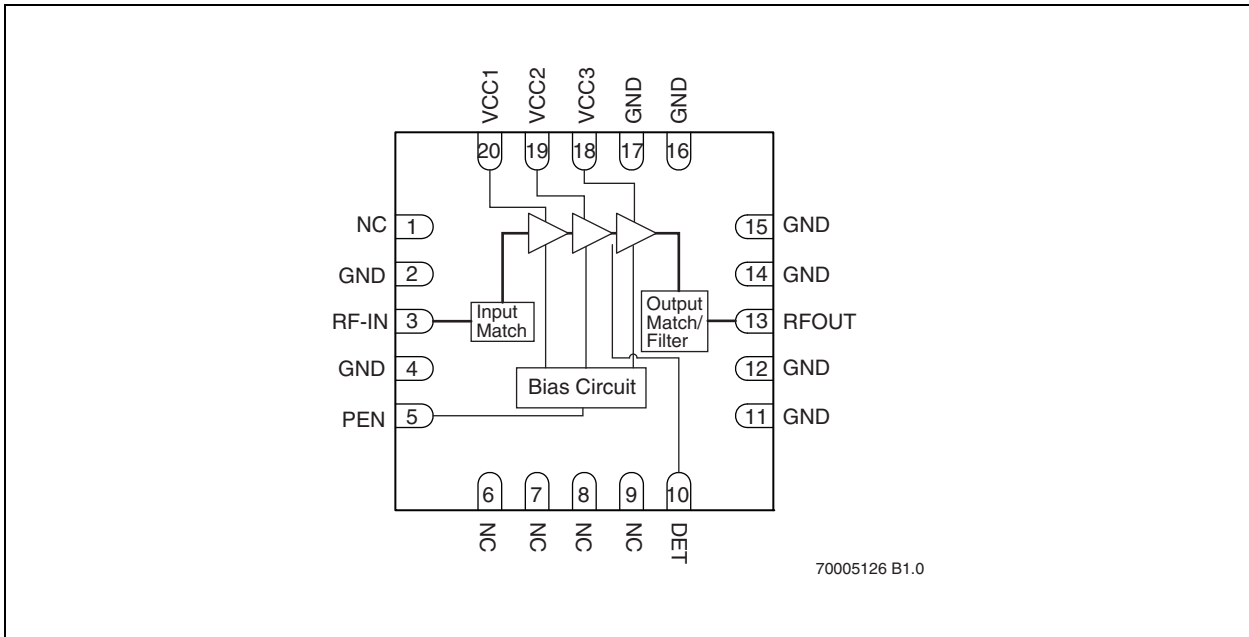 VCC1
VCC2
VCC3
GND
GND
20
19
18
17
16
NC
1
15
GND
GND
2
14
GND
RF-IN
3
Input
Match
Output
Match/
Filter
13
RFOUT
GND
4
12
GND
Bias Circuit
PEN
5
11
GND
6
7
8
9
10
NC
NC
NC
NC
DET
70005126 B1.0